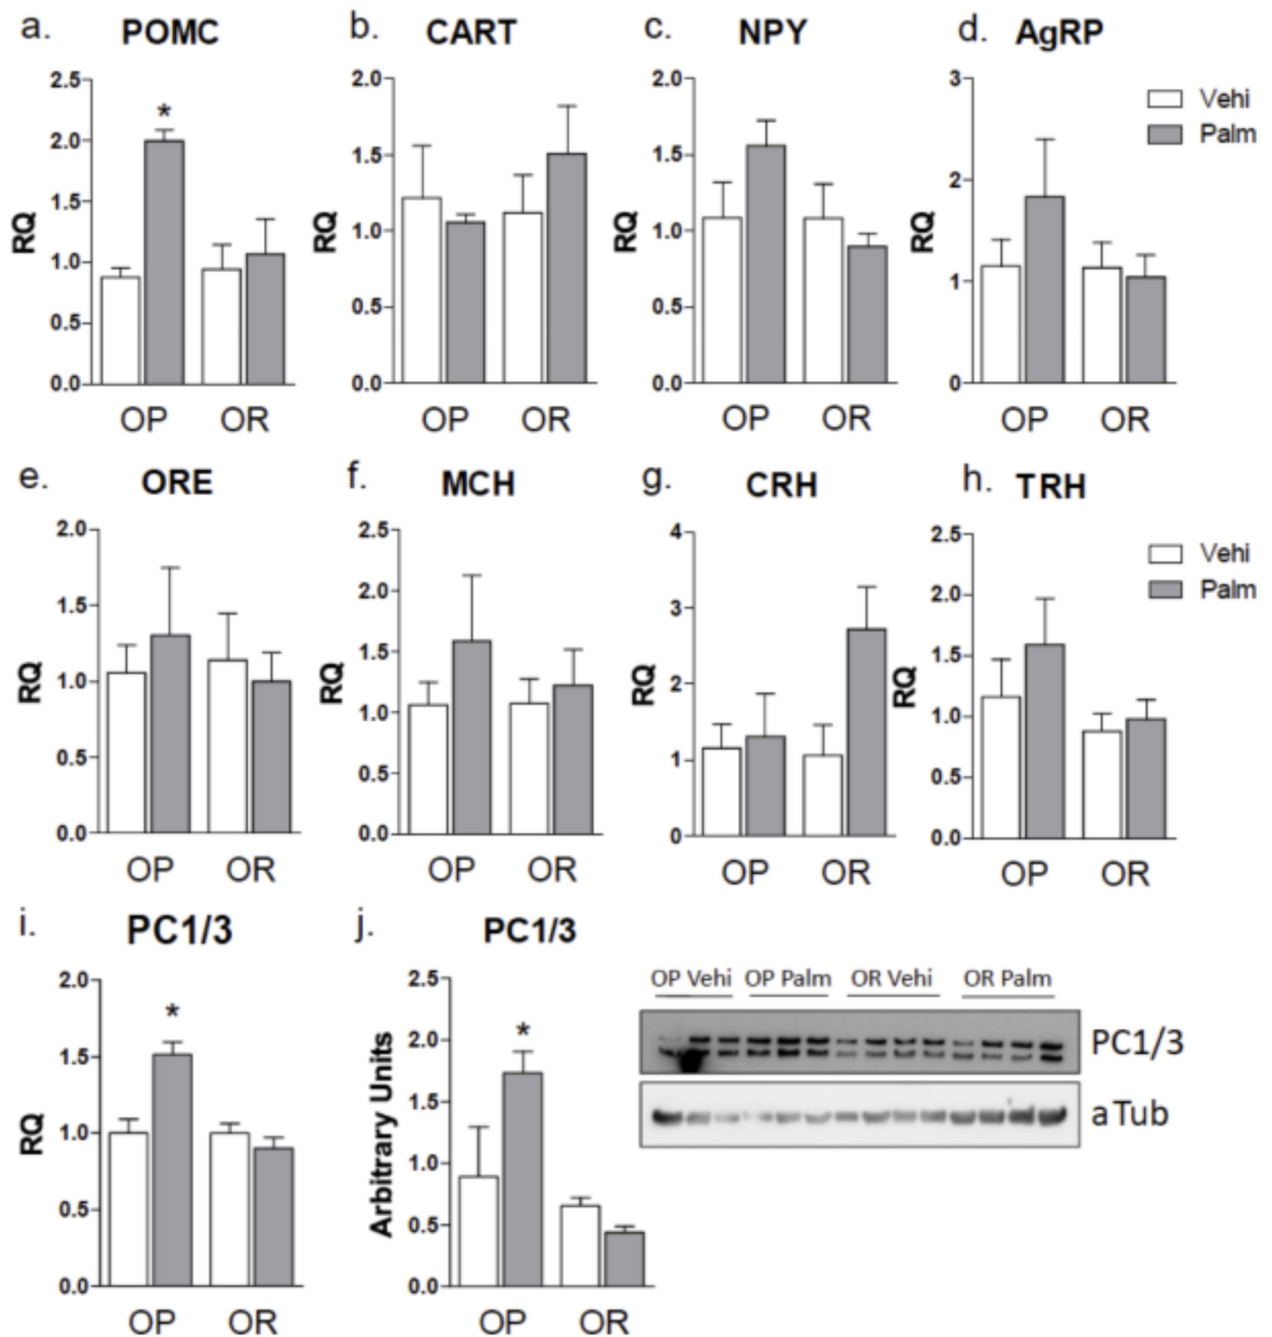 a. POMC
b. CART
c. NPY
d. AgRP
RQ
2.5
2.0
1.5
1.0
0.5
0.0
*
OP OR
RQ
2.0
1.5
1.0
0.5
0.0
OP OR
RQ
2.0
1.5
1.0
0.5
0.0
OP OR
RQ
3
2
1
0
OP OR
Vehi
Palm
e. ORE
f. MCH
g. CRH
h. TRH
RQ
2.0
1.5
1.0
0.5
0.0
OP OR
RQ
2.5
2.0
1.5
1.0
0.5
0.0
OP OR
RQ
4
3
2
1
0
OP OR
RQ
2.5
2.0
1.5
1.0
0.5
0.0
OP OR
Vehi
Palm
i. PC1/3
RQ
2.0
1.5
1.0
0.5
0.0
*
OP OR
j. PC1/3
Arbitrary Units
2.5
2.0
1.5
1.0
0.5
0.0
*
OP OR
OP Vehi OP Palm OR Vehi OR Palm
PC1/3
aTub